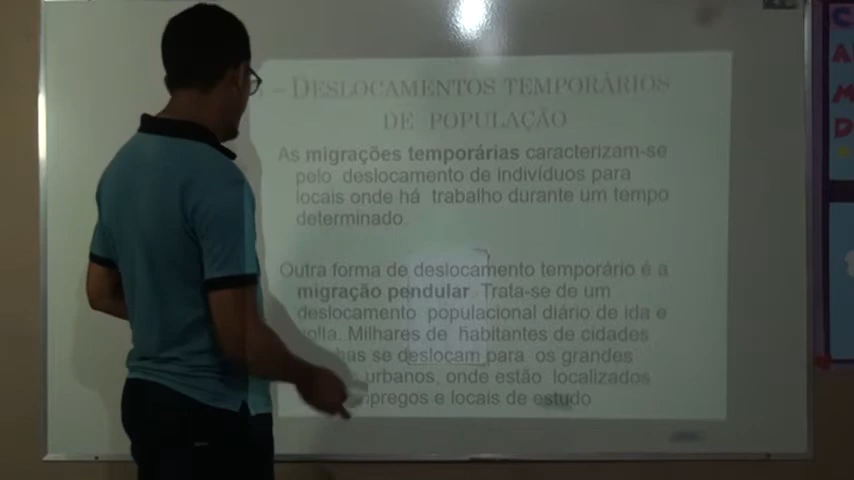 – DESLOCAMENTOS TEMPORÁRIOS
DE POPULAÇÃO
As migrações temporárias caracterizam-se
pelo deslocamento de indivíduos para
locais onde há trabalho durante um tempo
determinado.
Outra forma de deslocamento temporário é a
migração pendular Trata-se de um
deslocamento populacional diário de ida e
volta. Milhares de habitantes de cidades
se deslocam para os grandes
urbanos, onde estão localizados
empregos e locais de estudo